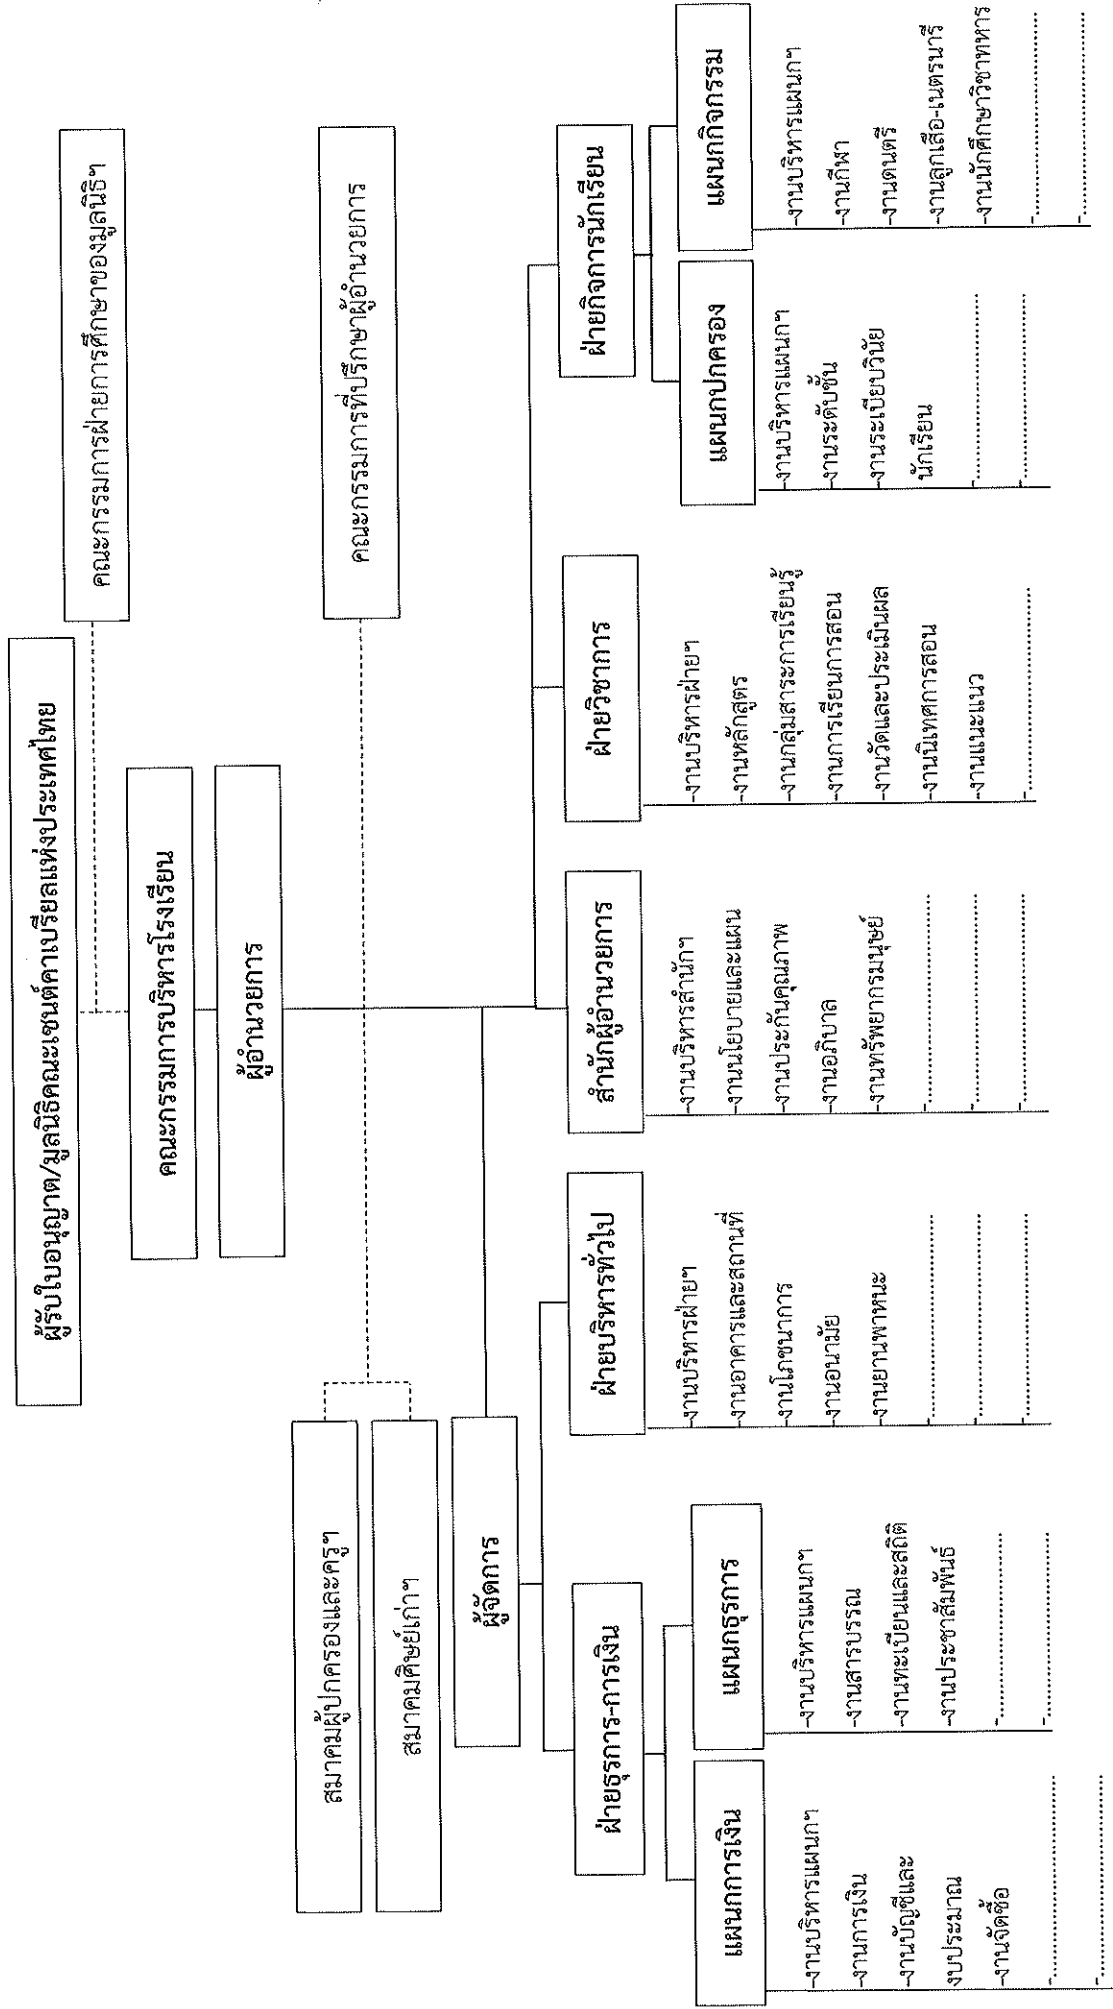 ผู้รับใบอนุญาต/มูลนิธิคณะเซนต์คาเบรียลแห่งประเทศไทย
คณะกรรมการฝ่ายการศึกษาของมูลนิธิฯ
คณะกรรมการบริหารโรงเรียน
ผู้อำนวยการ
คณะกรรมการที่ปรึกษาผู้อำนวยการ
สมาคมผู้ปกครองและครูฯ
สมาคมศิษย์เก่าฯ
ผู้จัดการ
ฝ่ายธุรการ-การเงิน
แผนกการเงิน
-งานบริหารแผนกฯ
-งานการเงิน
-งานบัญชีและ
งบประมาณ
-งานจัดซื้อ
-....................
-....................
แผนกธุรการ
-งานบริหารแผนกฯ
-งานสารบรรณ
-งานทะเบียนและสถิติ
-งานประชาสัมพันธ์
-....................
-....................
ฝ่ายบริหารทั่วไป
-งานบริหารฝ่ายฯ
-งานอาคารและสถานที่
-งานโภชนาการ
-งานอนามัย
-งานยานพาหนะ
-....................
-....................
-....................
สำนักผู้อำนวยการ
-งานบริหารสำนักฯ
-งานนโยบายและแผน
-งานประกันคุณภาพ
-งานอภิบาล
-งานทรัพยากรมนุษย์
-....................
-....................
-....................
ฝ่ายวิชาการ
-งานบริหารฝ่ายฯ
-งานหลักสูตร
-งานกลุ่มสาระการเรียนรู้
-งานการเรียนการสอน
-งานวัดและประเมินผล
-งานนิเทศการสอน
-งานแนะแนว
-....................
ฝ่ายกิจการนักเรียน
แผนกปกครอง
-งานบริหารแผนกฯ
-งานระดับชั้น
-งานระเบียบวินัย
นักเรียน
-....................
-....................
แผนกกิจกรรม
-งานบริหารแผนกฯ
-งานกีฬา
-งานดนตรี
-งานลูกเสือ-เนตรนารี
-งานนักศึกษาวิชาทหาร
-....................
-....................